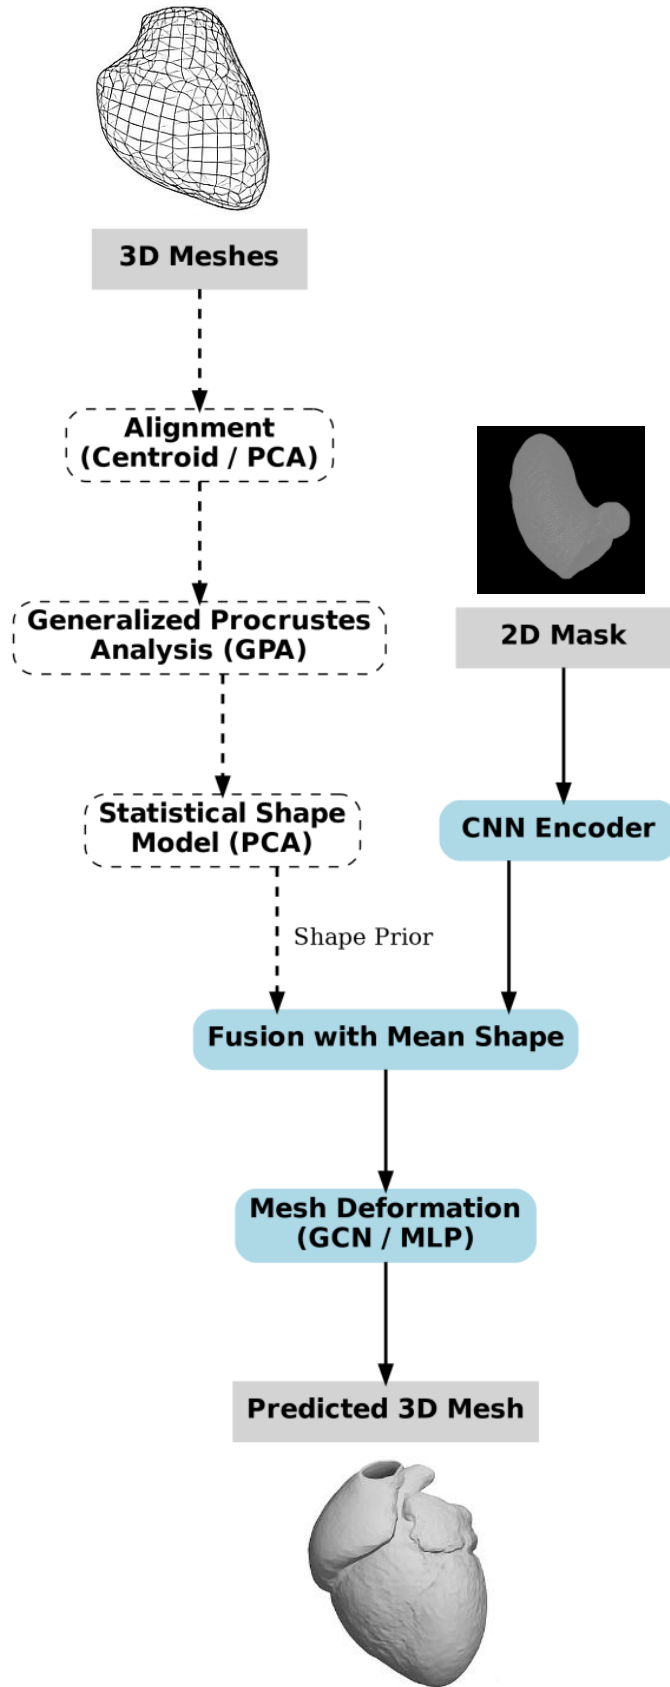 3D Meshes
Alignment
(Centroid / PCA)
Generalized Procrustes
Analysis (GPA)
2D Mask
Statistical Shape
Model (PCA)
CNN Encoder
Shape Prior
Fusion with Mean Shape
Mesh Deformation
(GCN / MLP)
Predicted 3D Mesh